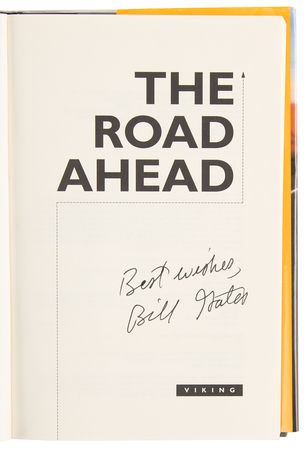 THE
ROAD
AHEAD
Best wishes,
Bill Gates
VIKING